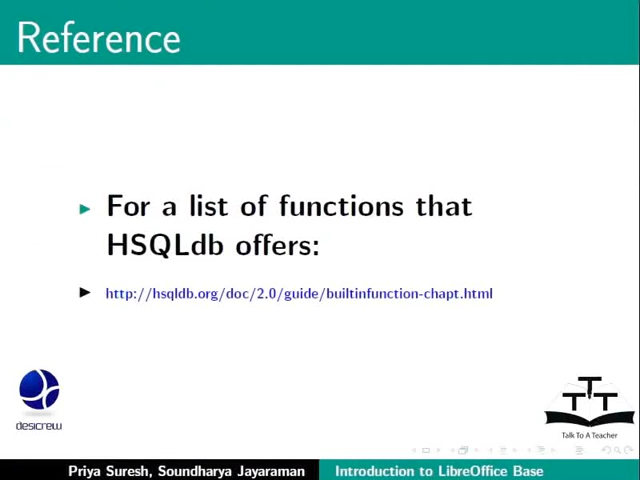 Reference
For a list of functions that
HSQLdb offers:
http://hsqldb.org/doc/2.0/guide/builtinfunction-chapt.html
desicrew
T T T
Talk To A Teacher
Priya Suresh, Soundharya Jayaraman
Introduction to LibreOffice Base